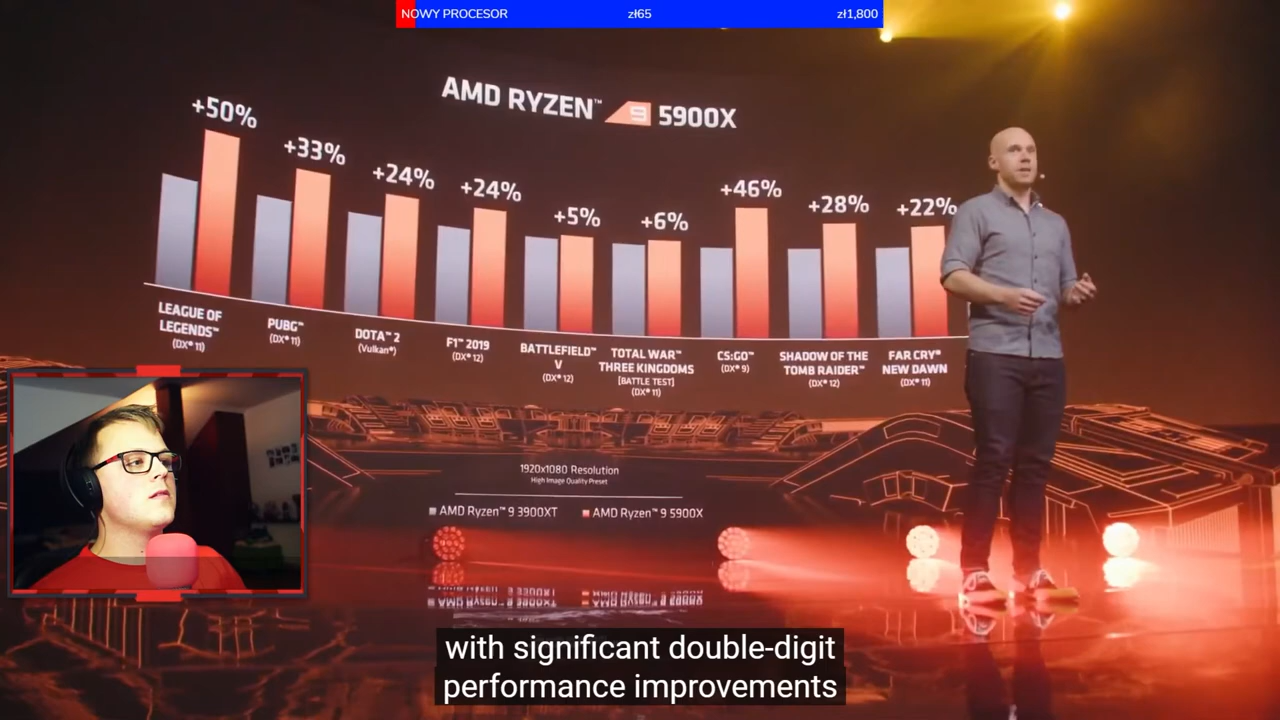 NOWY PROCESOR zł65 zł1,800
AMD RYZEN™ 9 5900X
+50%
+33%
+24%
+24%
+5%
+6%
+46%
+28%
+22%
LEAGUE OF
LEGENDS™
(DX® 11)
PUBG™
(DX® 11)
DOTA™ 2
(Vulkan®)
F1™ 2019
(DX® 12)
BATTLEFIELD™
V
(DX® 12)
TOTAL WAR™
THREE KINGDOMS
[BATTLE TEST]
(DX® 11)
CS:GO™
(DX® 9)
SHADOW OF THE
TOMB RAIDER™
(DX® 12)
FAR CRY®
NEW DAWN
(DX® 11)
1920x1080 Resolution
High Image Quality Preset
AMD Ryzen™ 9 3900XT
AMD Ryzen™ 9 5900X
with significant double-digit
performance improvements